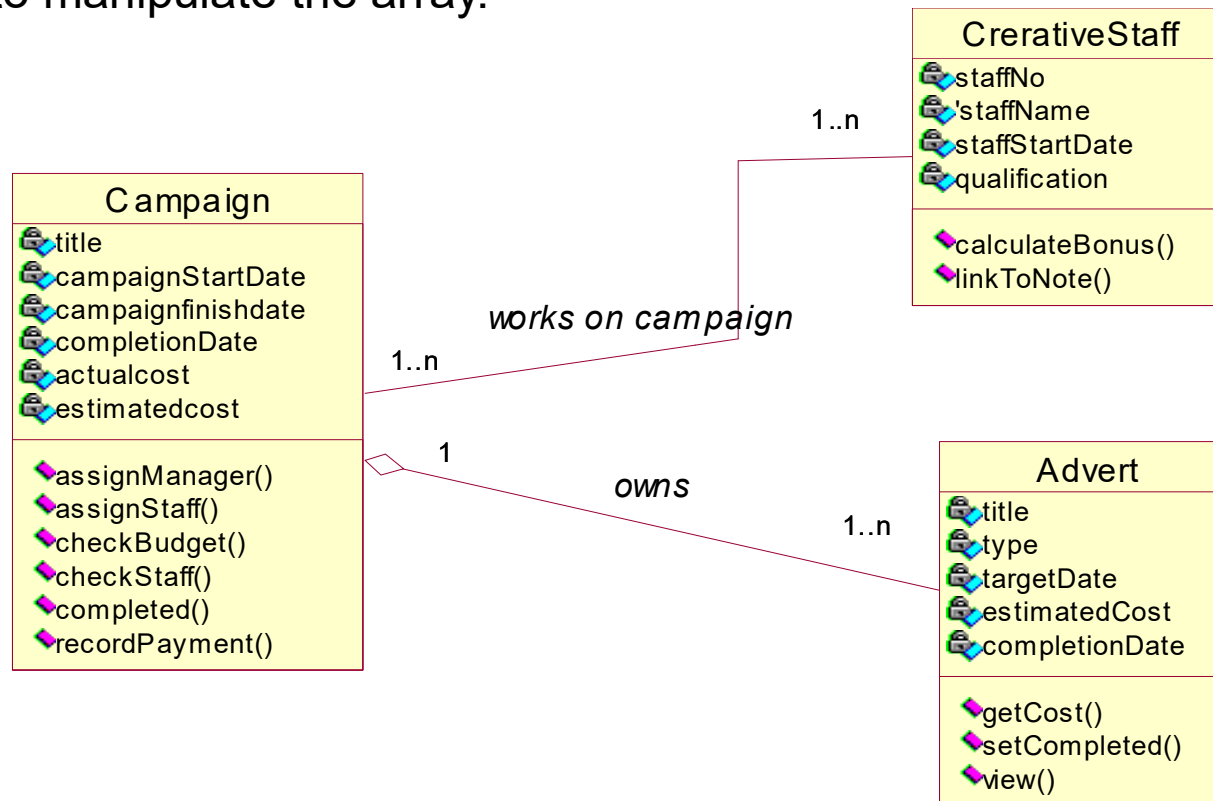 to manipulate the array.
CrerativeStaff
staffNo
'staffName
staffStartDate
qualification
calculateBonus()
linkToNote()
1..n
Campaign
title
campaignStartDate
campaignfinishdate
completionDate
actualcost
estimatedcost
assignManager()
assignStaff()
checkBudget()
checkStaff()
completed()
recordPayment()
works on campaign
1..n
1
owns
1..n
Advert
title
type
targetDate
estimatedCost
completionDate
getCost()
setCompleted()
view()